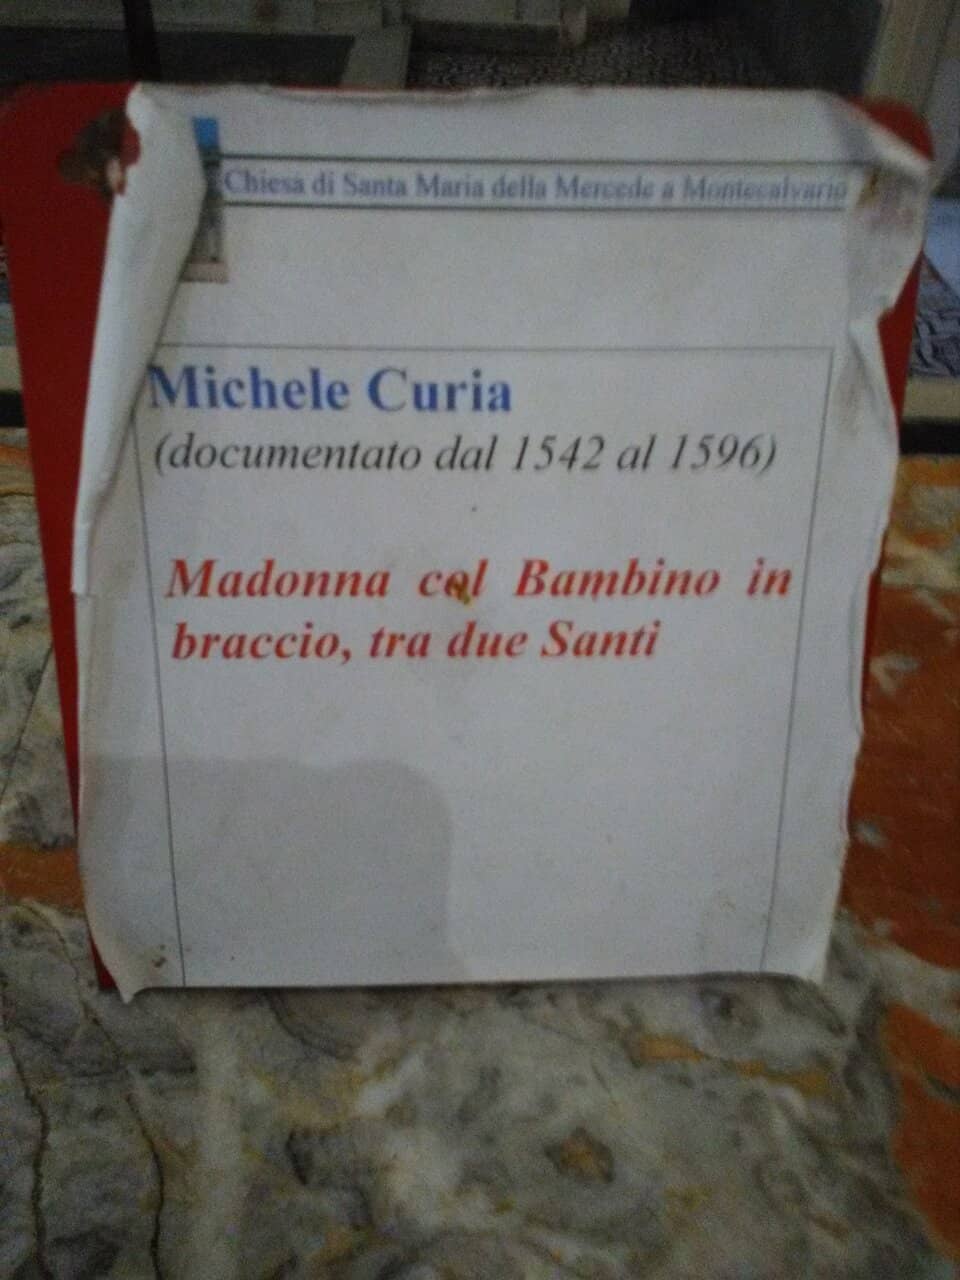 Chiesa di Santa Maria della Mercede a Montecalvario
Michele Curia
(documentato dal 1542 al 1596)
Madonna col Bambino in
braccio, tra due Santi